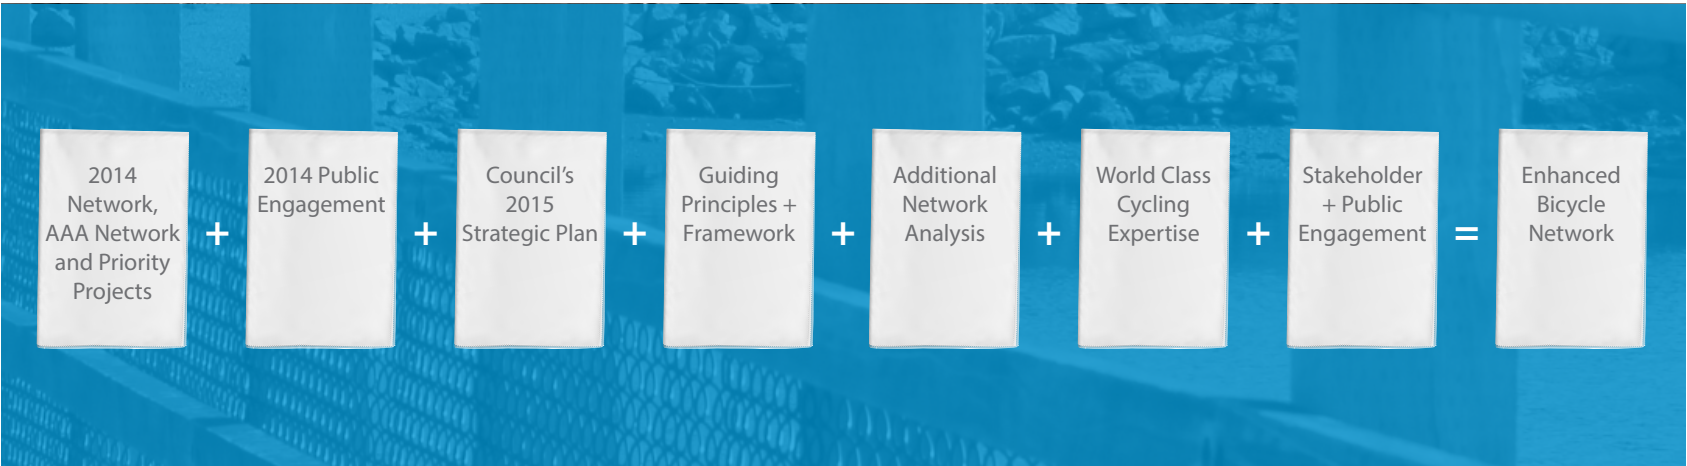 2014
Network,
AAA Network
and Priority
Projects
+
2014 Public
Engagement
+
Council’s
2015
Strategic Plan
+
Guiding
Principles +
Framework
+
Additional
Network
Analysis
+
World Class
Cycling
Expertise
+
Stakeholder
+ Public
Engagement
=
Enhanced
Bicycle
Network